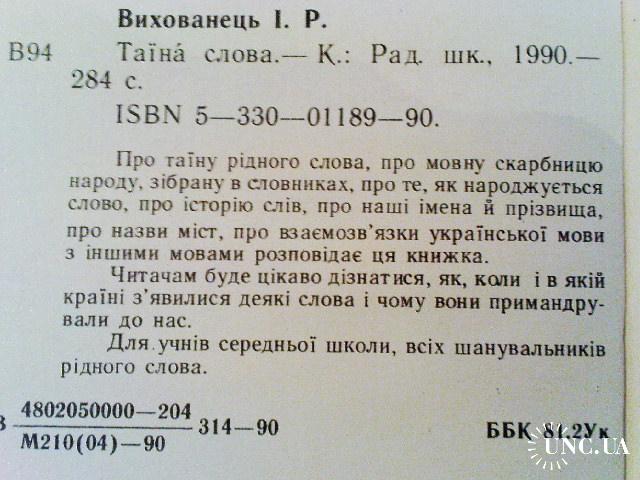 Вихованець І. Р.
В94 Таїна́ слова.— К.: Рад. шк., 1990.—
284 с.
ISBN 5—330—01189—90.
Про таїну рідного слова, про мовну скарбницю
народу, зібрану в словниках, про те, як народжується
слово, про історію слів, про наші імена й прізвища,
про назви міст, про взаємозв'язки української мови
з іншими мовами розповідає ця книжка.
Читачам буде цікаво дізнатися, як, коли і в якій
країні з'явилися деякі слова і чому вони примандру-
вали до нас.
Для учнів середньої школи, всіх шанувальників
рідного слова.
4802050000—204
В 314—90 ББК 81.2Ук
М210(04)—90
UNC.UA